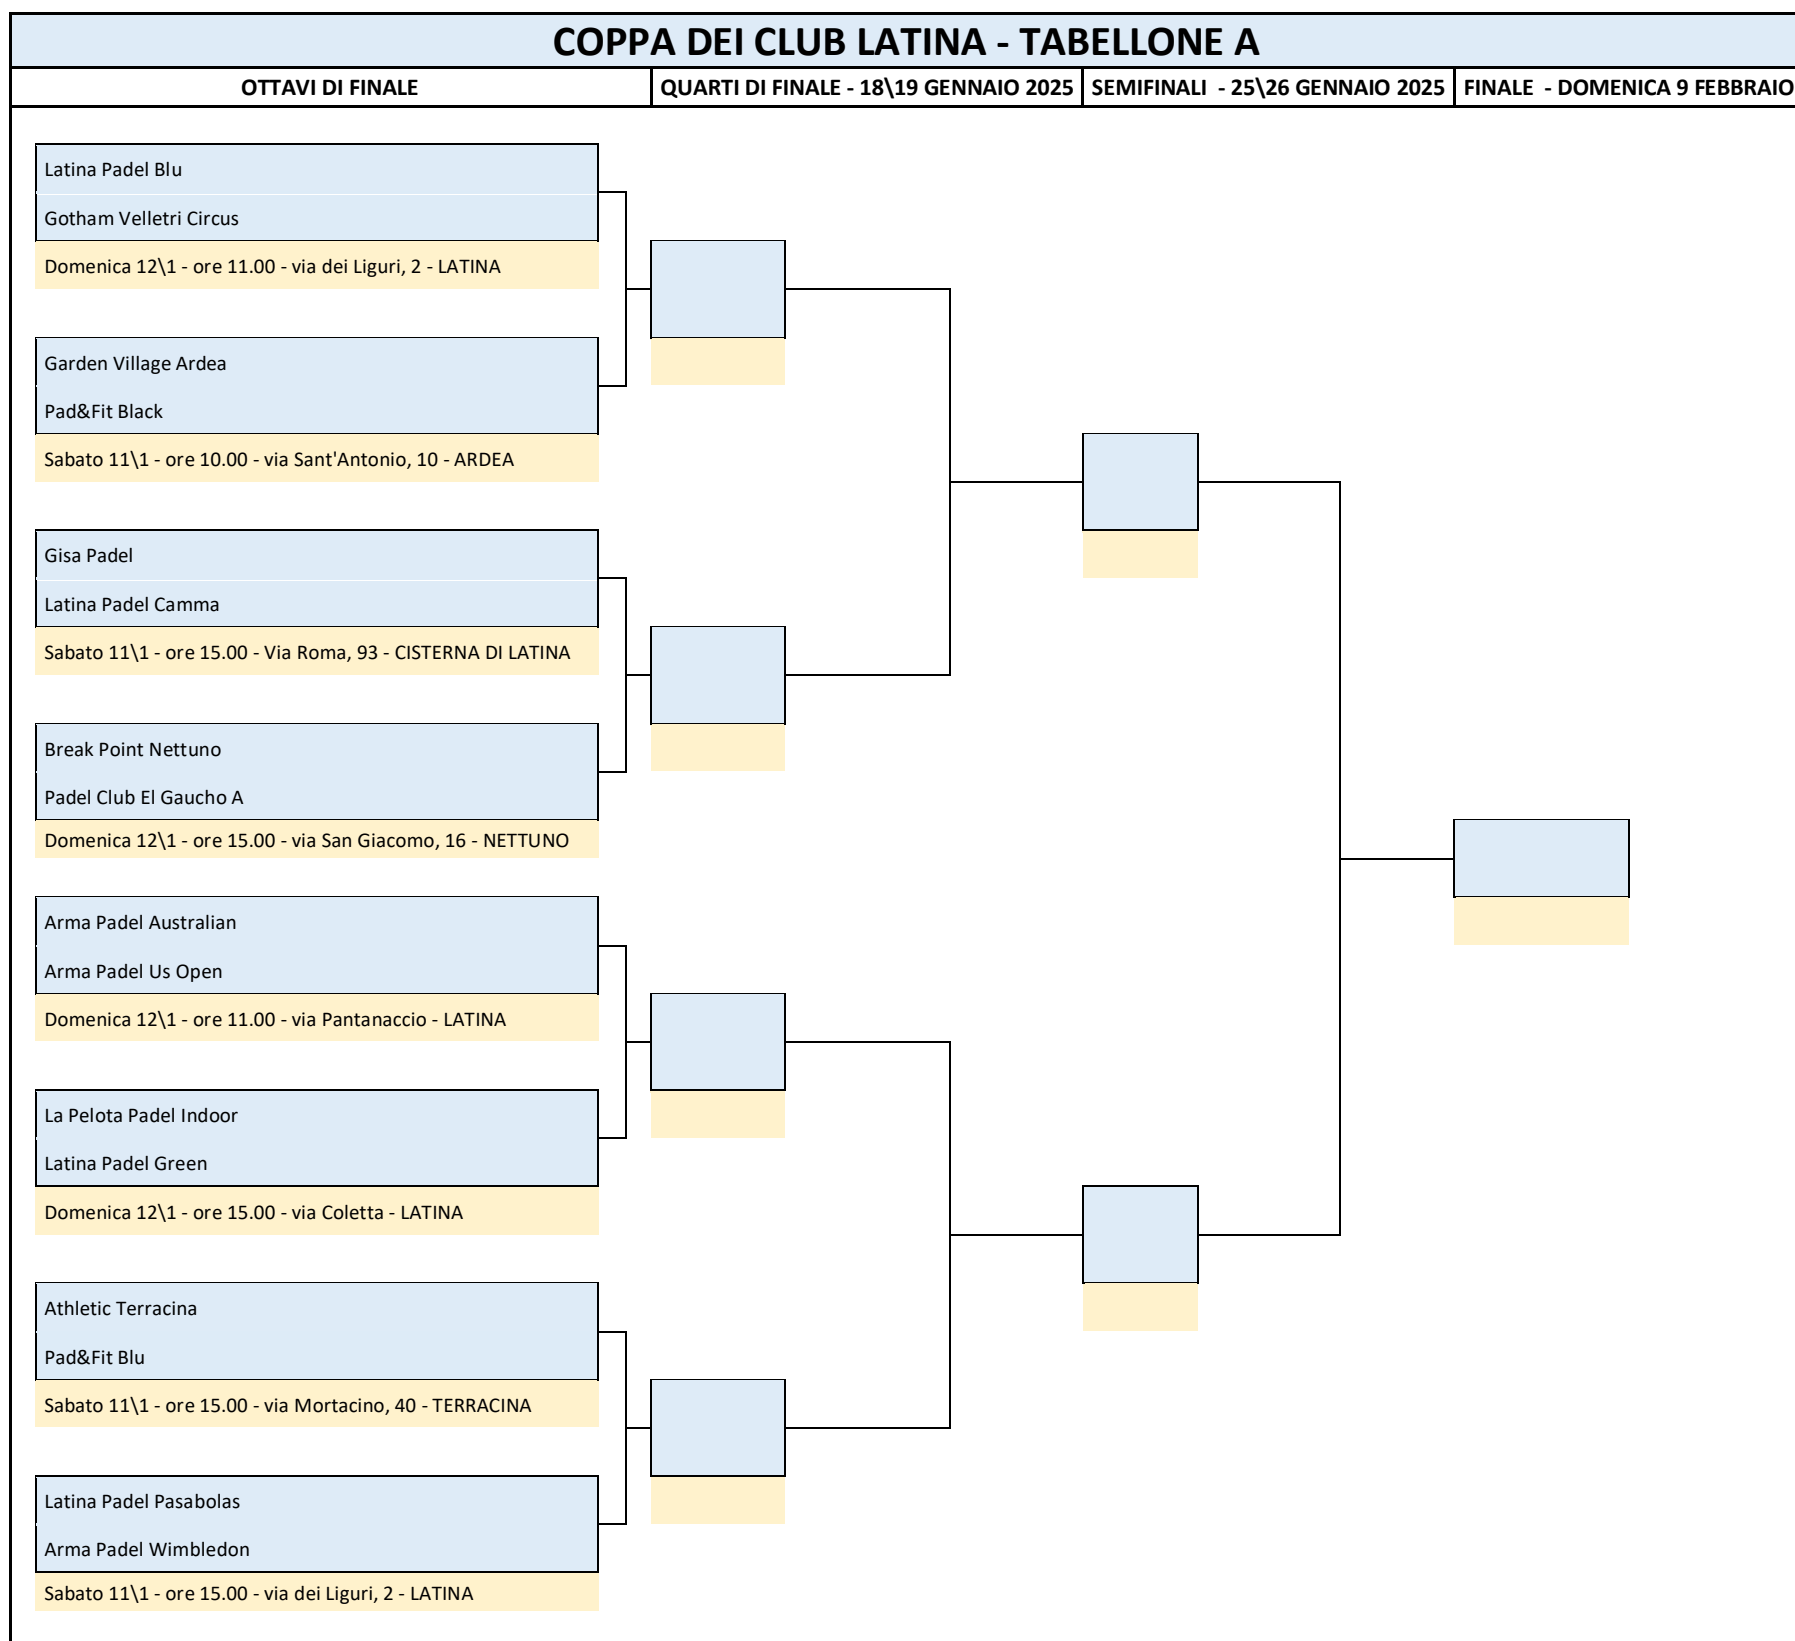 COPPA DEI CLUB LATINA - TABELLONE A
OTTAVI DI FINALE
QUARTI DI FINALE - 18\19 GENNAIO 2025
SEMIFINALI - 25\26 GENNAIO 2025
FINALE - DOMENICA 9 FEBBRAIO
Latina Padel Blu
Gotham Velletri Circus
Domenica 12\1 - ore 11.00 - via dei Liguri, 2 - LATINA
Garden Village Ardea
Pad&Fit Black
Sabato 11\1 - ore 10.00 - via Sant'Antonio, 10 - ARDEA
Gisa Padel
Latina Padel Camma
Sabato 11\1 - ore 15.00 - Via Roma, 93 - CISTERNA DI LATINA
Break Point Nettuno
Padel Club El Gaucho A
Domenica 12\1 - ore 15.00 - via San Giacomo, 16 - NETTUNO
Arma Padel Australian
Arma Padel Us Open
Domenica 12\1 - ore 11.00 - via Pantanaccio - LATINA
La Pelota Padel Indoor
Latina Padel Green
Domenica 12\1 - ore 15.00 - via Coletta - LATINA
Athletic Terracina
Pad&Fit Blu
Sabato 11\1 - ore 15.00 - via Mortacino, 40 - TERRACINA
Latina Padel Pasabolas
Arma Padel Wimbledon
Sabato 11\1 - ore 15.00 - via dei Liguri, 2 - LATINA